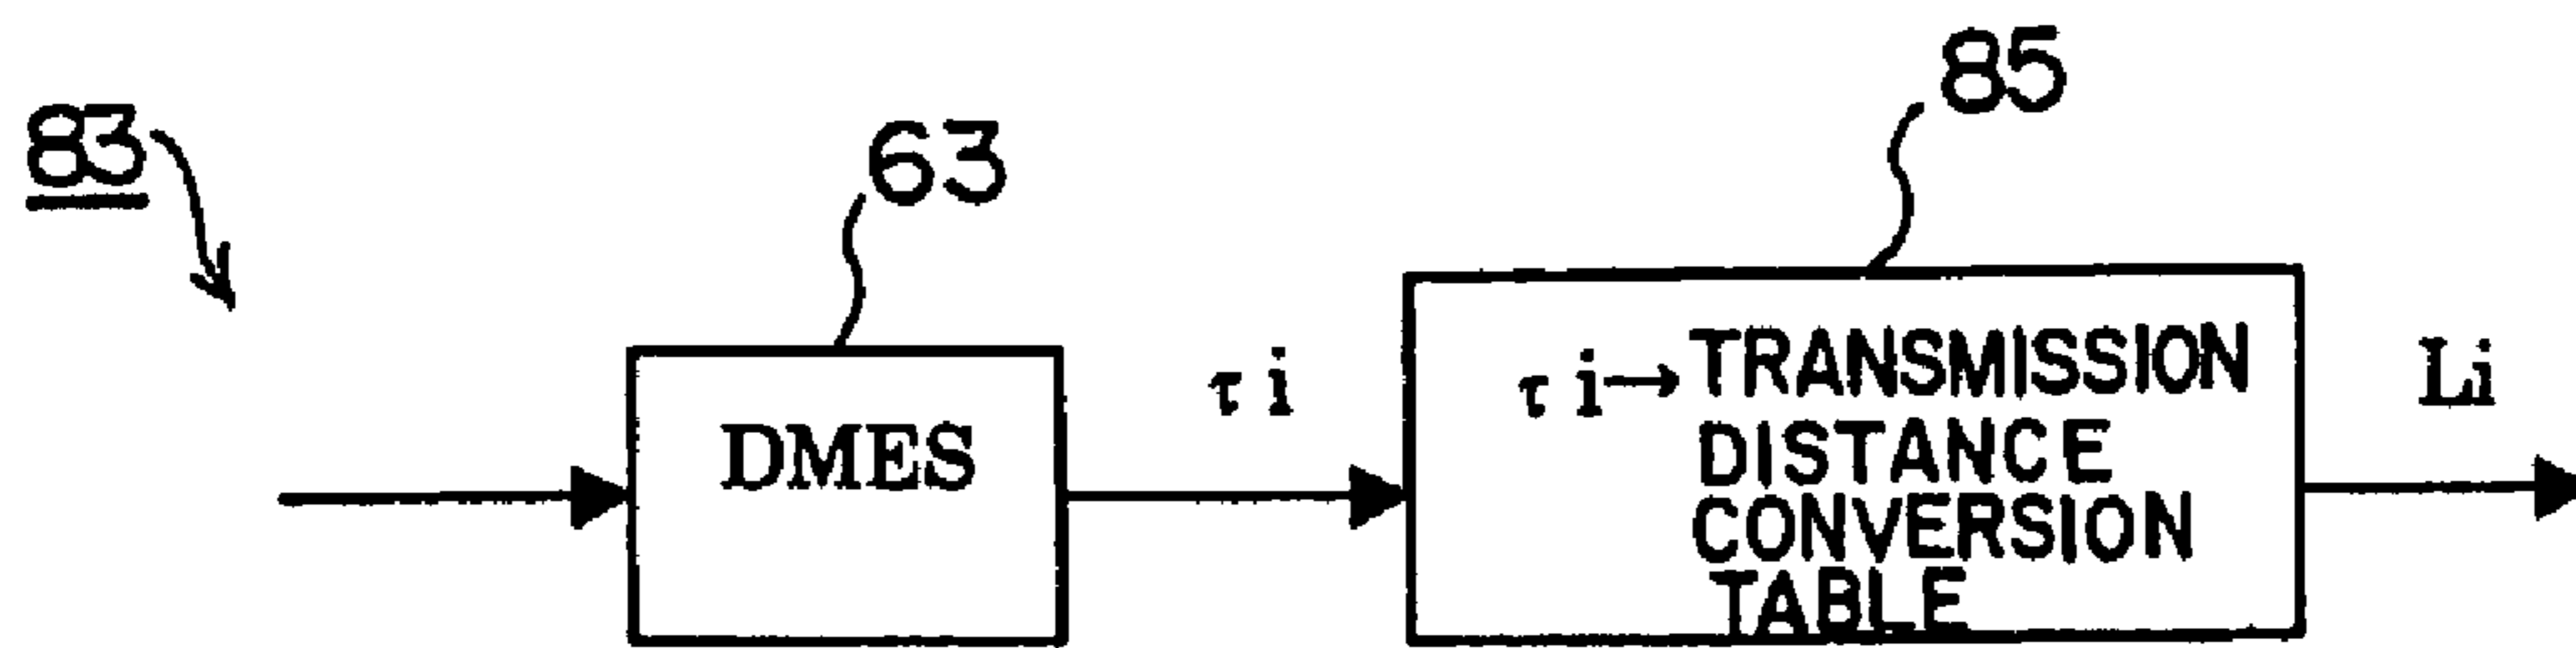 83
63
85
DMES
τi
τi→TRANSMISSION
DISTANCE
CONVERSION
TABLE
Li